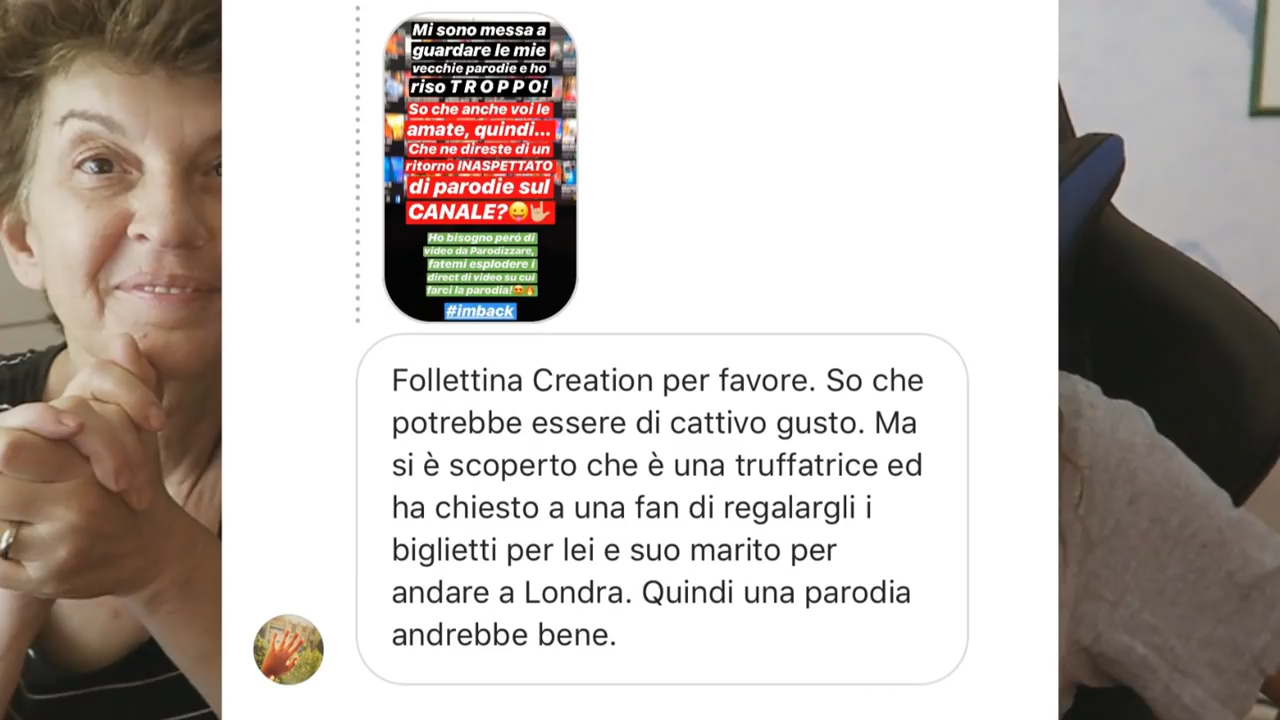 Mi sono messa a
guardare le mie
vecchie parodie e ho
riso T R O P P O!
So che anche voi le
amate, quindi...
Che ne direste di un
ritorno INASPETTATO
di parodie sul
CANALE?😀🤟
Ho bisogno però di
video da Parodizzare,
fatemi esplodere i
direct di video su cui
farci la parodia!😍🔥
#imback
Follettina Creation per favore. So che
potrebbe essere di cattivo gusto. Ma
si è scoperto che è una truffatrice ed
ha chiesto a una fan di regalargli i
biglietti per lei e suo marito per
andare a Londra. Quindi una parodia
andrebbe bene.